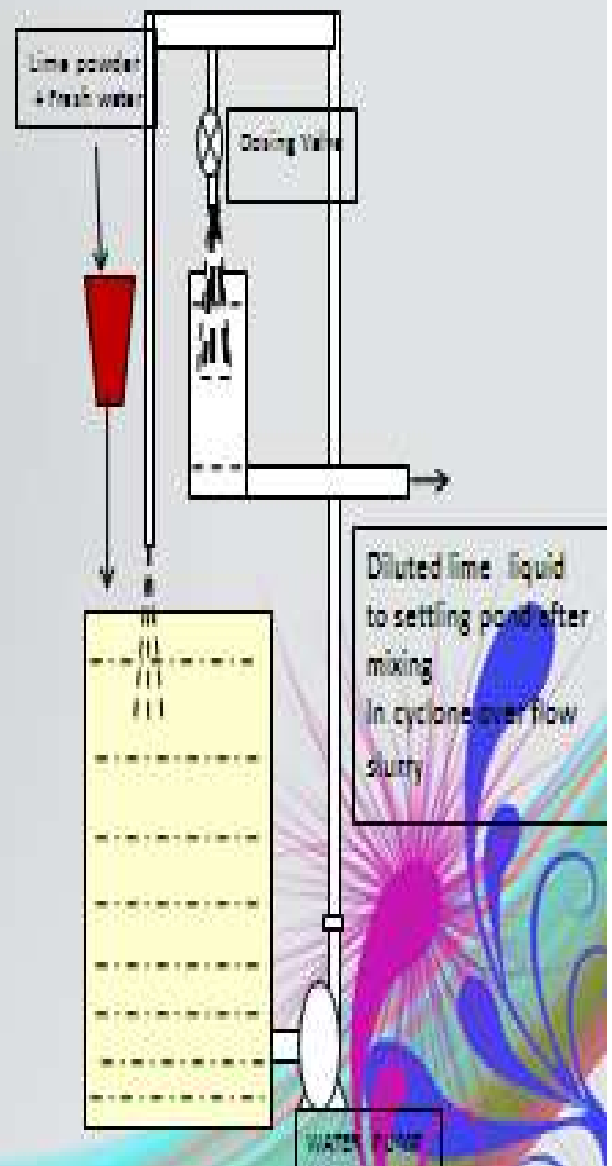 Lime powder
+ fresh water
Dosing Valve
Diluted lime liquid
to settling pond after
mixing
In cyclone over flow
slurry
WATER PUMP